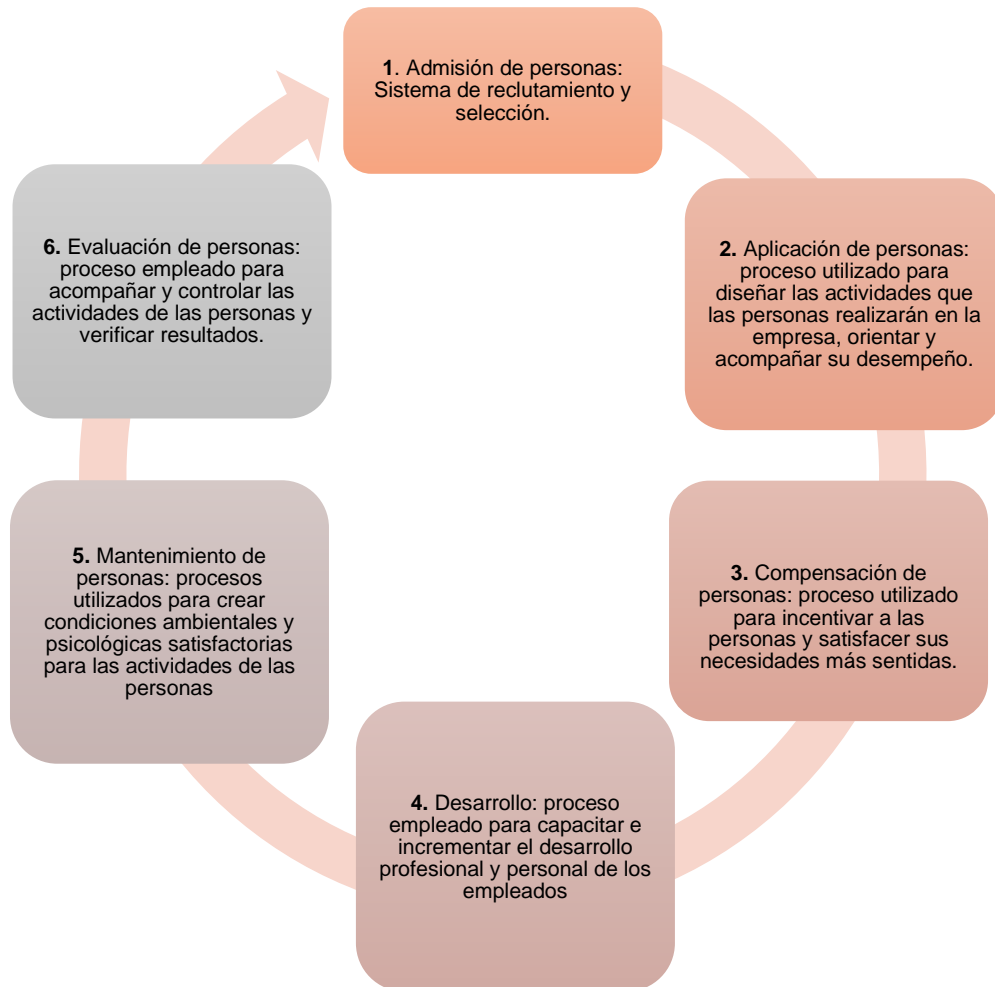 1. Admisión de personas:
Sistema de reclutamiento y
selección.
2. Aplicación de personas:
proceso utilizado para
diseñar las actividades que
las personas realizarán en la
empresa, orientar y
acompañar su desempeño.
3. Compensación de
personas: proceso utilizado
para incentivar a las
personas y satisfacer sus
necesidades más sentidas.
4. Desarrollo: proceso
empleado para capacitar e
incrementar el desarrollo
profesional y personal de los
empleados
5. Mantenimiento de
personas: procesos
utilizados para crear
condiciones ambientales y
psicológicas satisfactorias
para las actividades de las
personas
6. Evaluación de personas:
proceso empleado para
acompañar y controlar las
actividades de las personas y
verificar resultados.